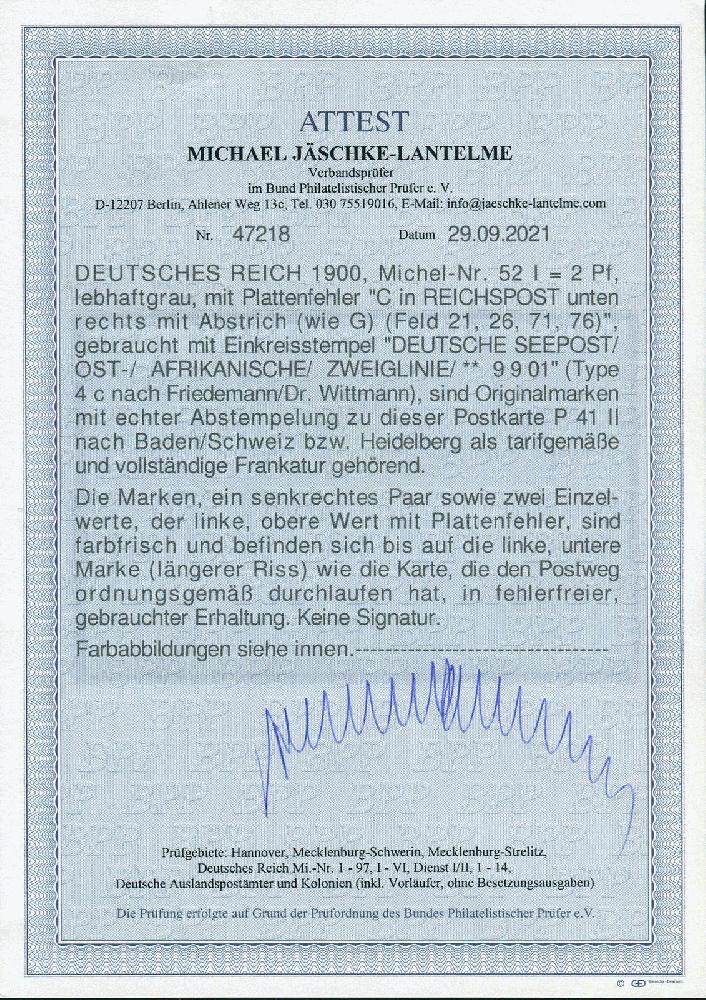 ATTEST
MICHAEL JÄSCHKE-LANTELME
Verbandsprüfer
im Bund Philatelistischer Prüfer e. V.
D-12207 Berlin, Ahlener Weg 13c, Tel. 030 75519016, E-Mail: info@jaeschke-lantelme.com
Nr. 47218 Datum 29.09.2021
DEUTSCHES REICH 1900, Michel-Nr. 52 I = 2 Pf,
lebhaftgrau, mit Plattenfehler "C in REICHSPOST unten
rechts mit Abstrich (wie G) (Feld 21, 26, 71, 76)",
gebraucht mit Einkreisstempel "DEUTSCHE SEEPOST/
OST-/ AFRIKANISCHE/ ZWEIGLINIE/ ** 9 9 01" (Type
4 c nach Friedemann/Dr. Wittmann), sind Originalmarken
mit echter Abstempelung zu dieser Postkarte P 41 II
nach Baden/Schweiz bzw. Heidelberg als tarifgemäße
und vollständige Frankatur gehörend.
Die Marken, ein senkrechtes Paar sowie zwei Einzel-
werte, der linke, obere Wert mit Plattenfehler, sind
farbfrisch und befinden sich bis auf die linke, untere
Marke (längerer Riss) wie die Karte, die den Postweg
ordnungsgemäß durchlaufen hat, in fehlerfreier,
gebrauchter Erhaltung. Keine Signatur.
Farbabbildungen siehe innen.----------------------------------
Prüfgebiete: Hannover, Mecklenburg-Schwerin, Mecklenburg-Strelitz,
Deutsches Reich Mi.-Nr. 1 - 97, I - VI, Dienst I/II, 1 - 14,
Deutsche Auslandspostämter und Kolonien (inkl. Vorläufer, ohne Besetzungsausgaben)
Die Prüfung erfolgte auf Grund der Prüfordnung des Bundes Philatelistischer Prüfer e.V.